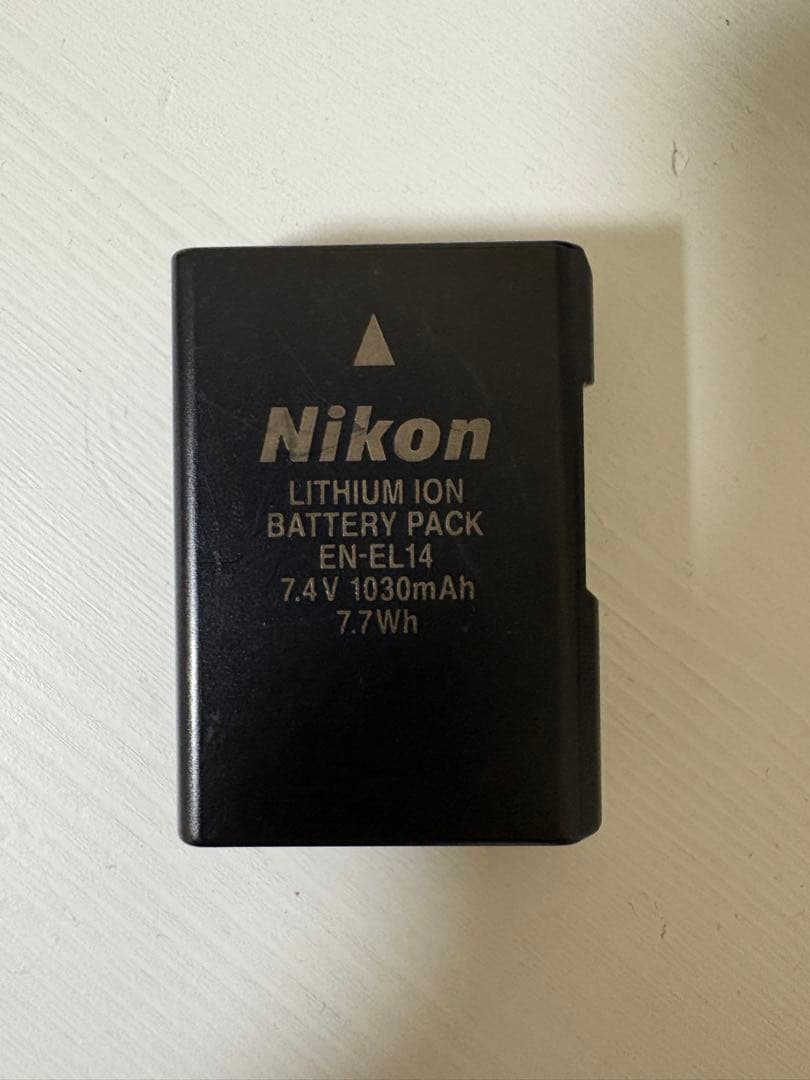 Nikon
LITHIUM ION
BATTERY PACK
EN-EL14
7.4V 1030mAh
7.7Wh